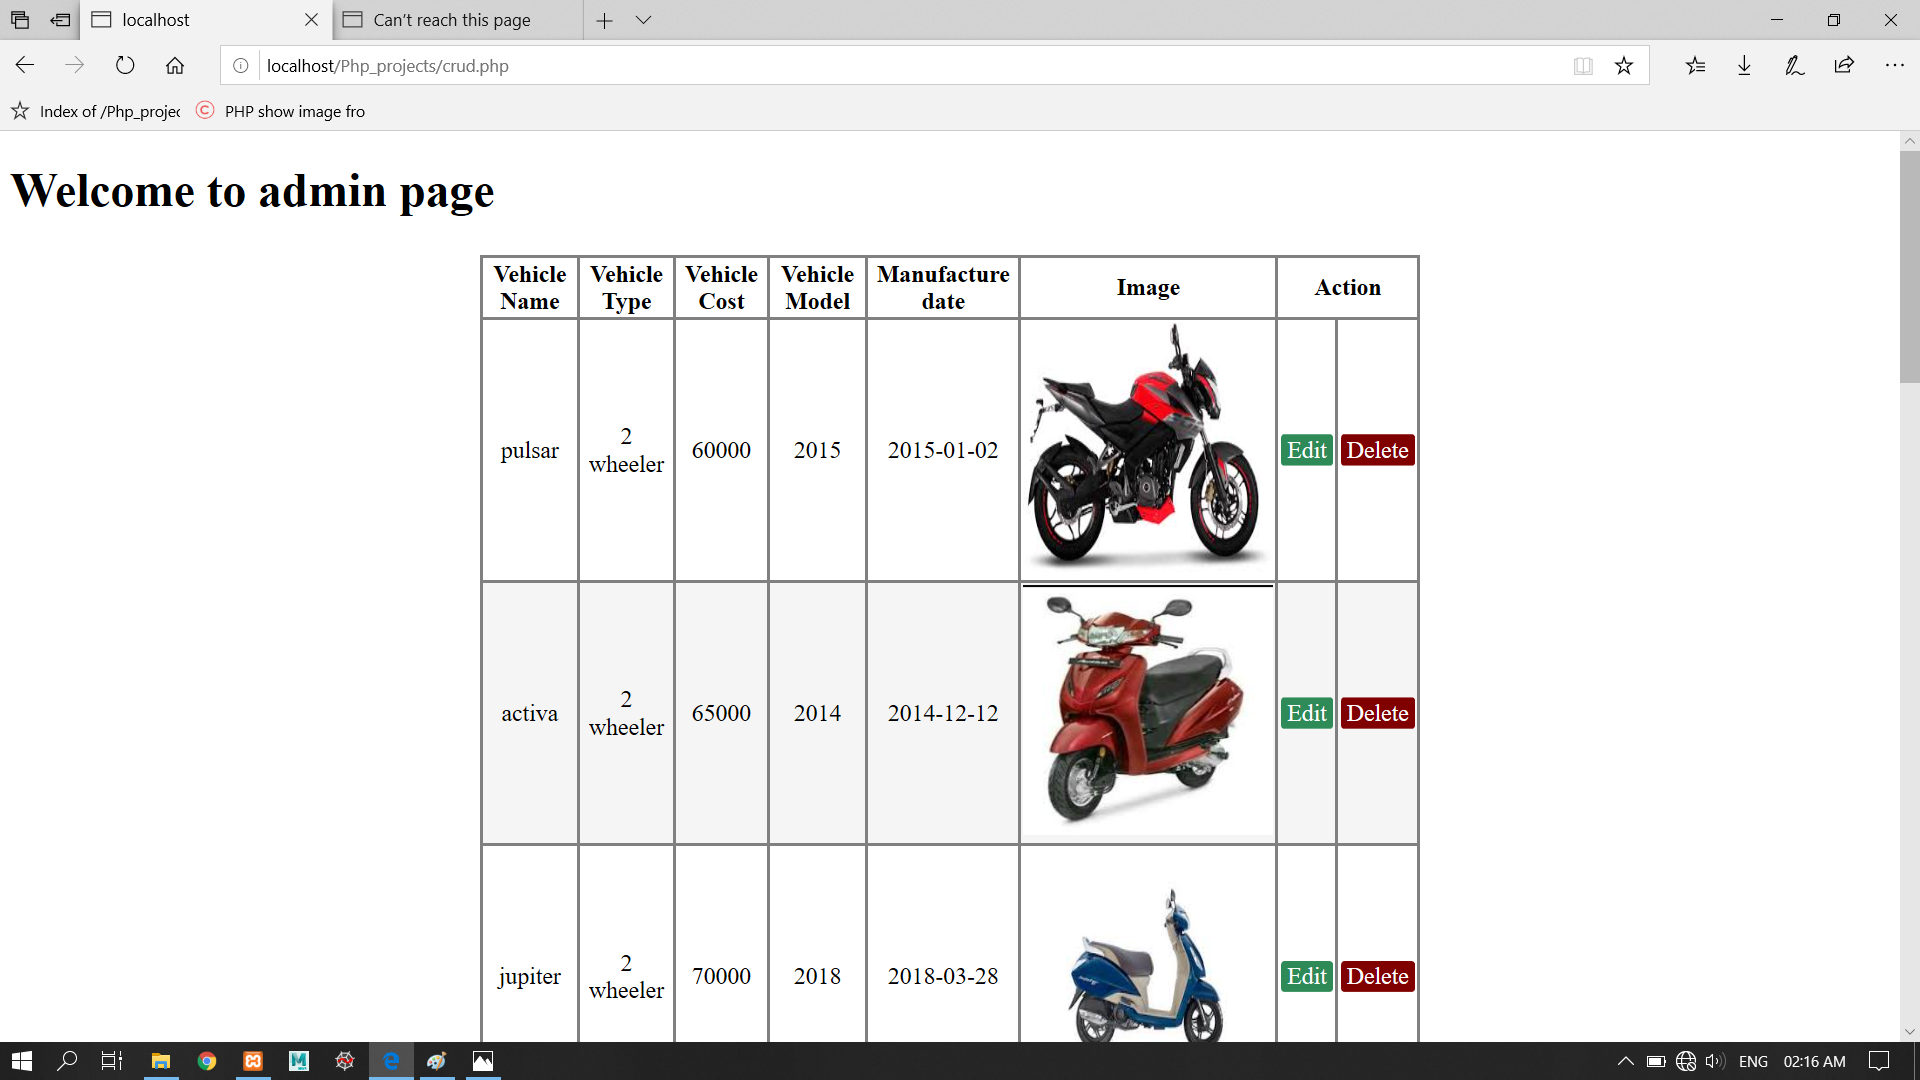 localhost
Can't reach this page
localhost/Php_projects/crud.php
Index of /Php_projec
PHP show image fro
Welcome to admin page
Vehicle Name Vehicle Type Vehicle Cost Vehicle Model Manufacture date Image Action
pulsar 2 wheeler 60000 2015 2015-01-02 Edit Delete
activa 2 wheeler 65000 2014 2014-12-12 Edit Delete
jupiter 2 wheeler 70000 2018 2018-03-28 Edit Delete
ENG 02:16 AM